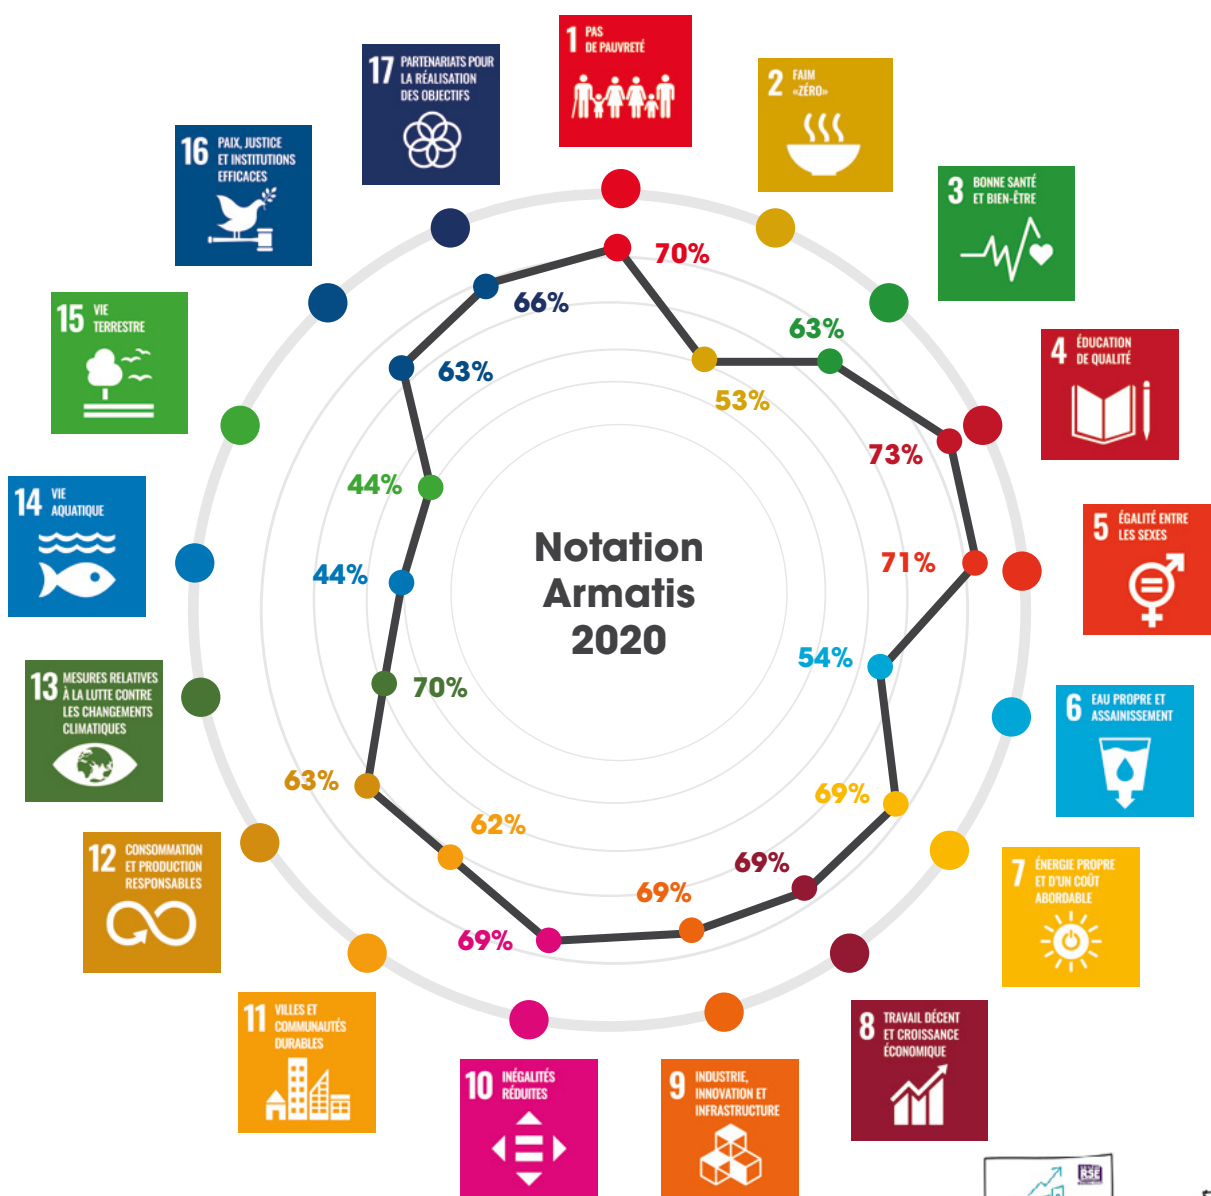 1 PAS
DE PAUVRETÉ
2 FAIM
«ZÉRO»
3 BONNE SANTÉ
ET BIEN-ÊTRE
4 ÉDUCATION
DE QUALITÉ
5 ÉGALITÉ ENTRE
LES SEXES
6 EAU PROPRE ET
ASSAINISSEMENT
7 ÉNERGIE PROPRE
ET D'UN COÛT
ABORDABLE
8 TRAVAIL DÉCENT
ET CROISSANCE
ÉCONOMIQUE
9 INDUSTRIE,
INNOVATION ET
INFRASTRUCTURE
10 INÉGALITÉS
RÉDUITES
11 VILLES ET
COMMUNAUTÉS
DURABLES
12 CONSOMMATION
ET PRODUCTION
RESPONSABLES
13 MESURES RELATIVES
À LA LUTTE CONTRE
LES CHANGEMENTS
CLIMATIQUES
14 VIE
AQUATIQUE
15 VIE
TERRESTRE
16 PAIX, JUSTICE
ET INSTITUTIONS
EFFICACES
17 PARTENARIATS POUR
LA RÉALISATION
DES OBJECTIFS
70%
53%
63%
73%
71%
54%
69%
69%
69%
69%
62%
63%
70%
44%
44%
63%
66%
Notation
Armatis
2020
RSE